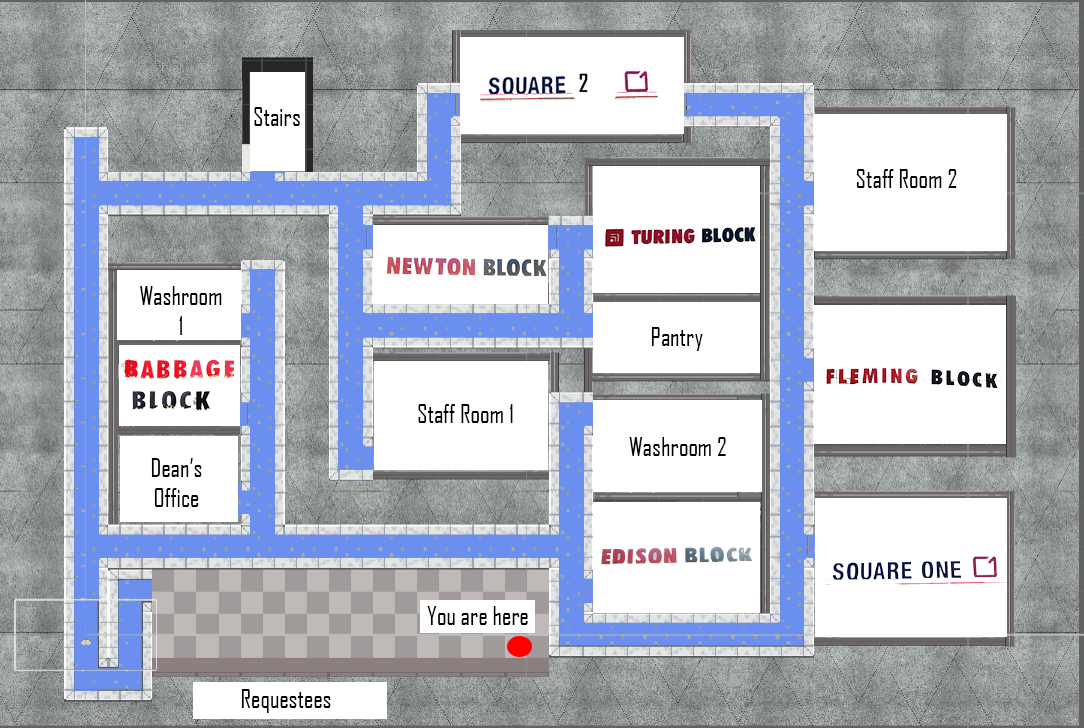 SQUARE 2
Stairs
Staff Room 2
TURING BLOCK
NEWTON BLOCK
Washroom
1
Pantry
BABBAGE
BLOCK
FLEMING BLOCK
Staff Room 1
Washroom 2
Dean's
Office
EDISON BLOCK
SQUARE ONE
You are here
Requestees